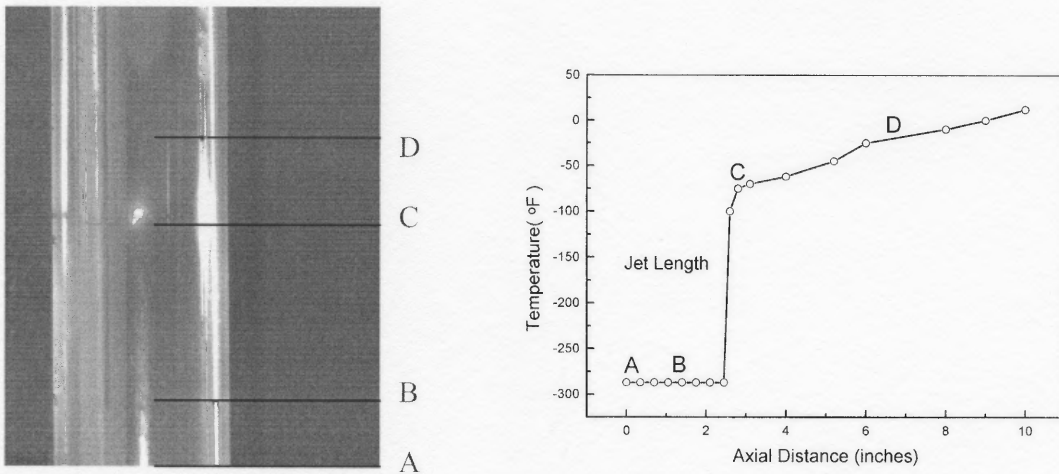 D
C
B
A
50
0
-50
-100
-150
-200
-250
-300
Temperature( °F)
D
C
Jet Length
A
B
0
2
4
6
8
10
Axial Distance (inches)